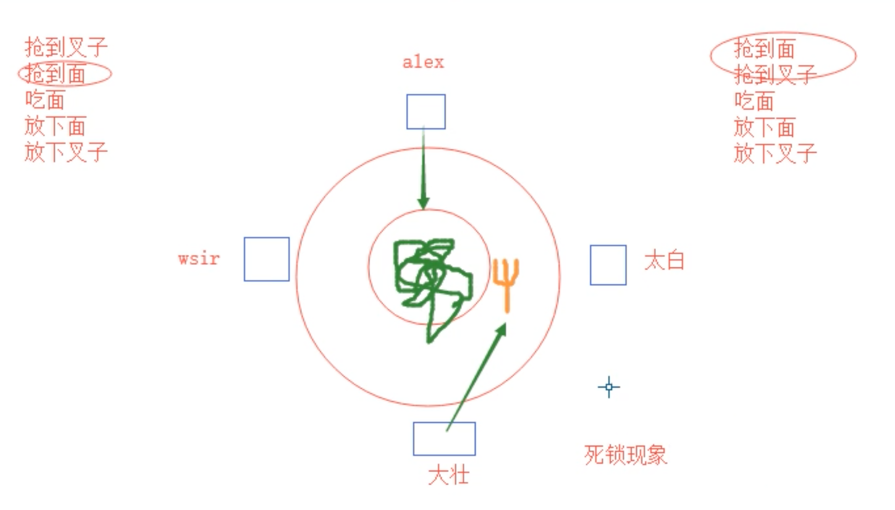 抢到叉子
抢到面
吃面
放下面
放下叉子
alex
抢到面
抢到叉子
吃面
放下面
放下叉子
wsir
太白
大壮
死锁现象